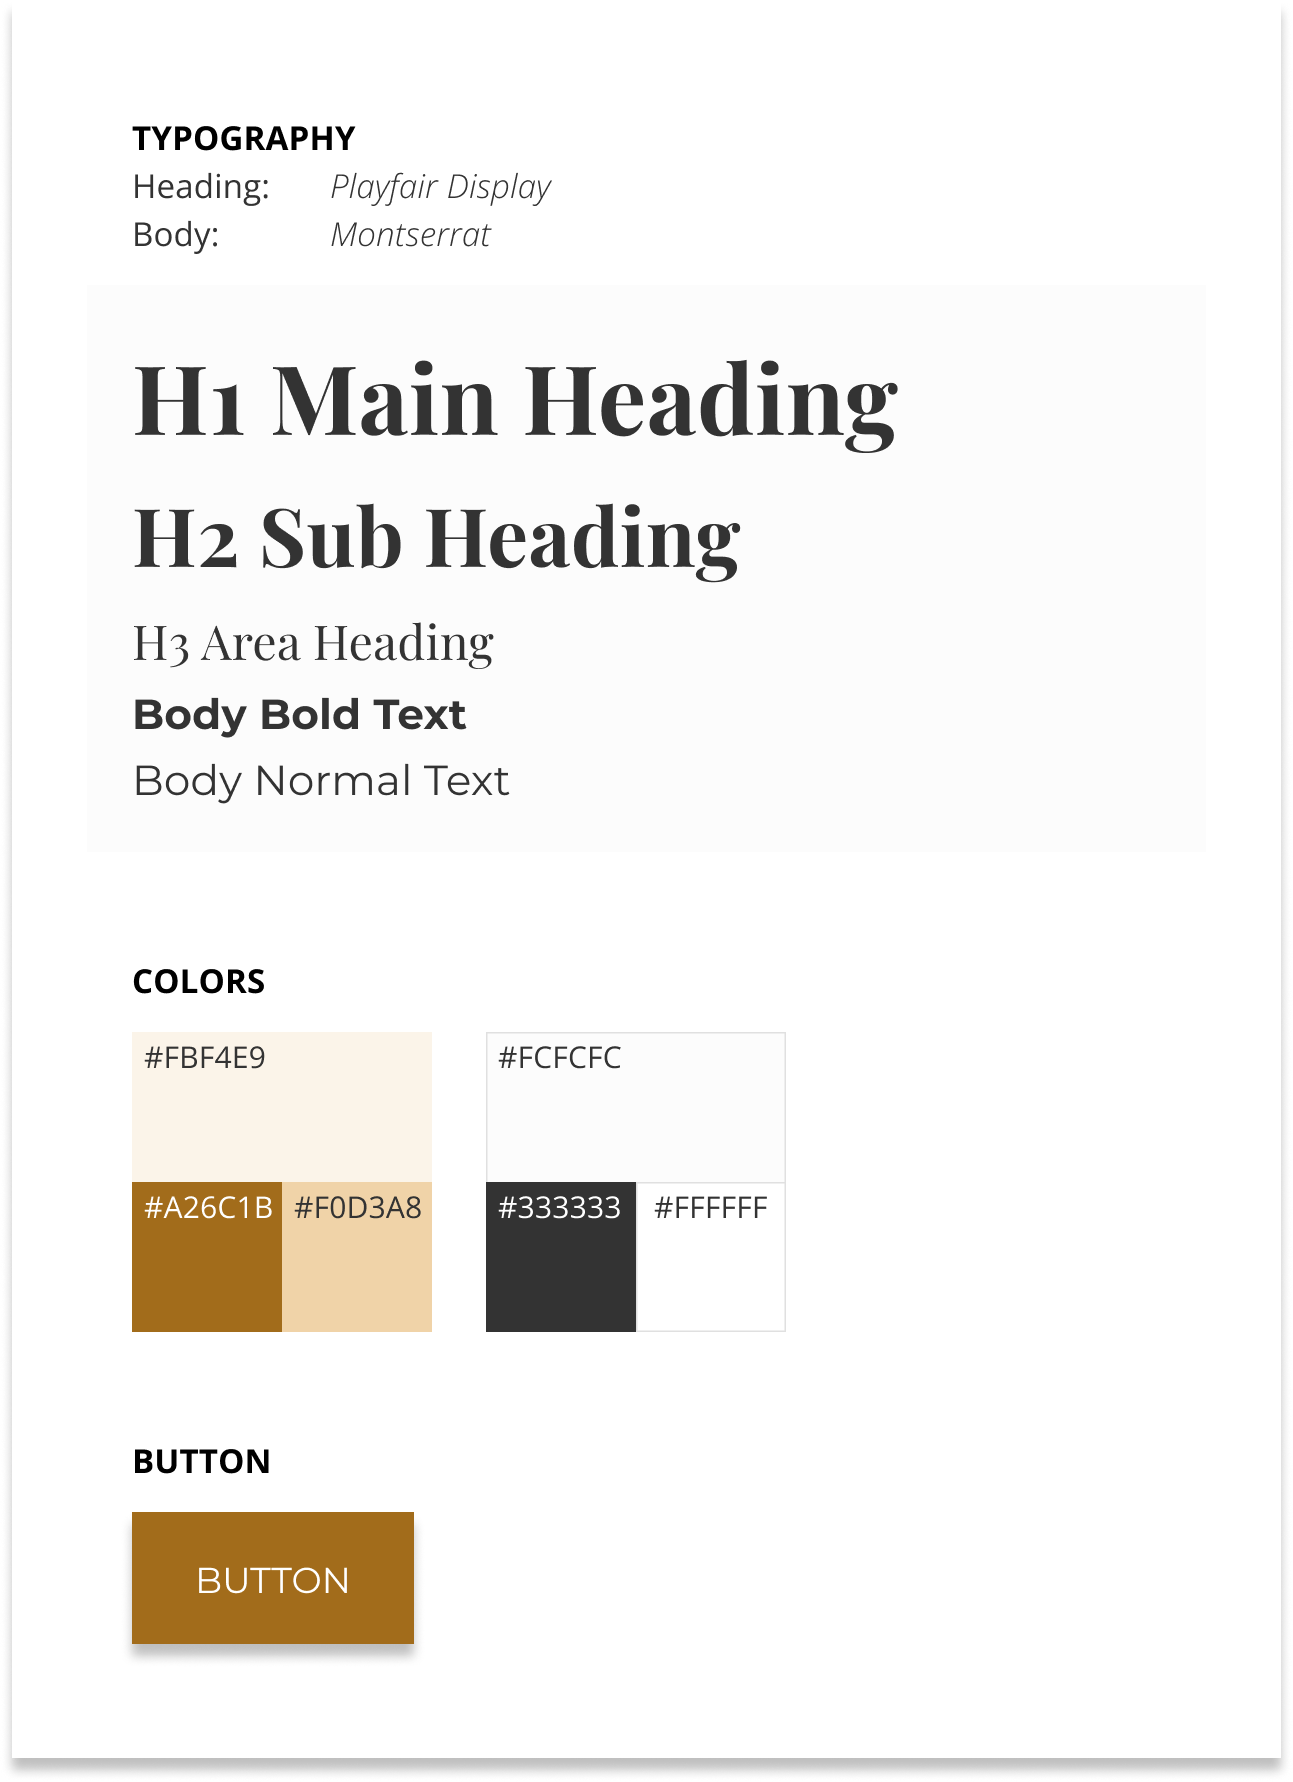 TYPOGRAPHY
Heading: Playfair Display
Body: Montserrat
H1 Main Heading
H2 Sub Heading
H3 Area Heading
Body Bold Text
Body Normal Text
COLORS
#FBF4E9 #FCFCFC
#A26C1B #F0D3A8 #333333 #FFFFFF
BUTTON
BUTTON